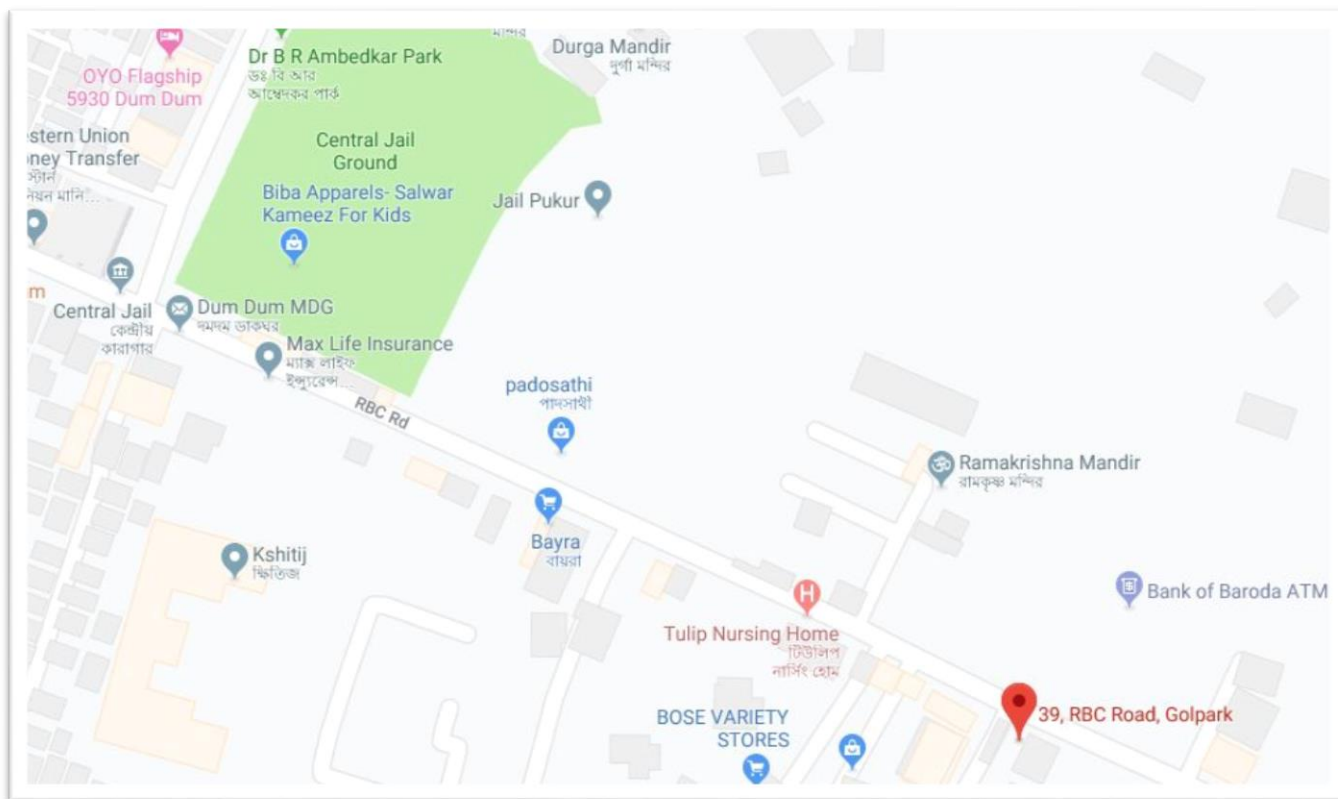 মন্দির
Durga Mandir
দুর্গা মন্দির
Dr B R Ambedkar Park
ডঃ বি আর
আম্বেদকর পার্ক
OYO Flagship
5930 Dum Dum
stern Union
ney Transfer
স্টার্ন
নিয়ন মানি...
Central Jail
Ground
Biba Apparels- Salwar
Kameez For Kids
Jail Pukur
m
Central Jail
কেন্দ্রীয়
কারাগার
Dum Dum MDG
দমদম ডাকঘর
Max Life Insurance
ম্যাক্স লাইফ
ইন্স্যুরেন্স...
RBC Rd
padosathi
পাদসাথী
Ramakrishna Mandir
রামকৃষ্ণ মন্দির
Bayra
বায়রা
Kshitij
ক্ষিতিজ
Bank of Baroda ATM
H
Tulip Nursing Home
টিউলিপ
নার্সিং হোম
39, RBC Road, Golpark
BOSE VARIETY
STORES